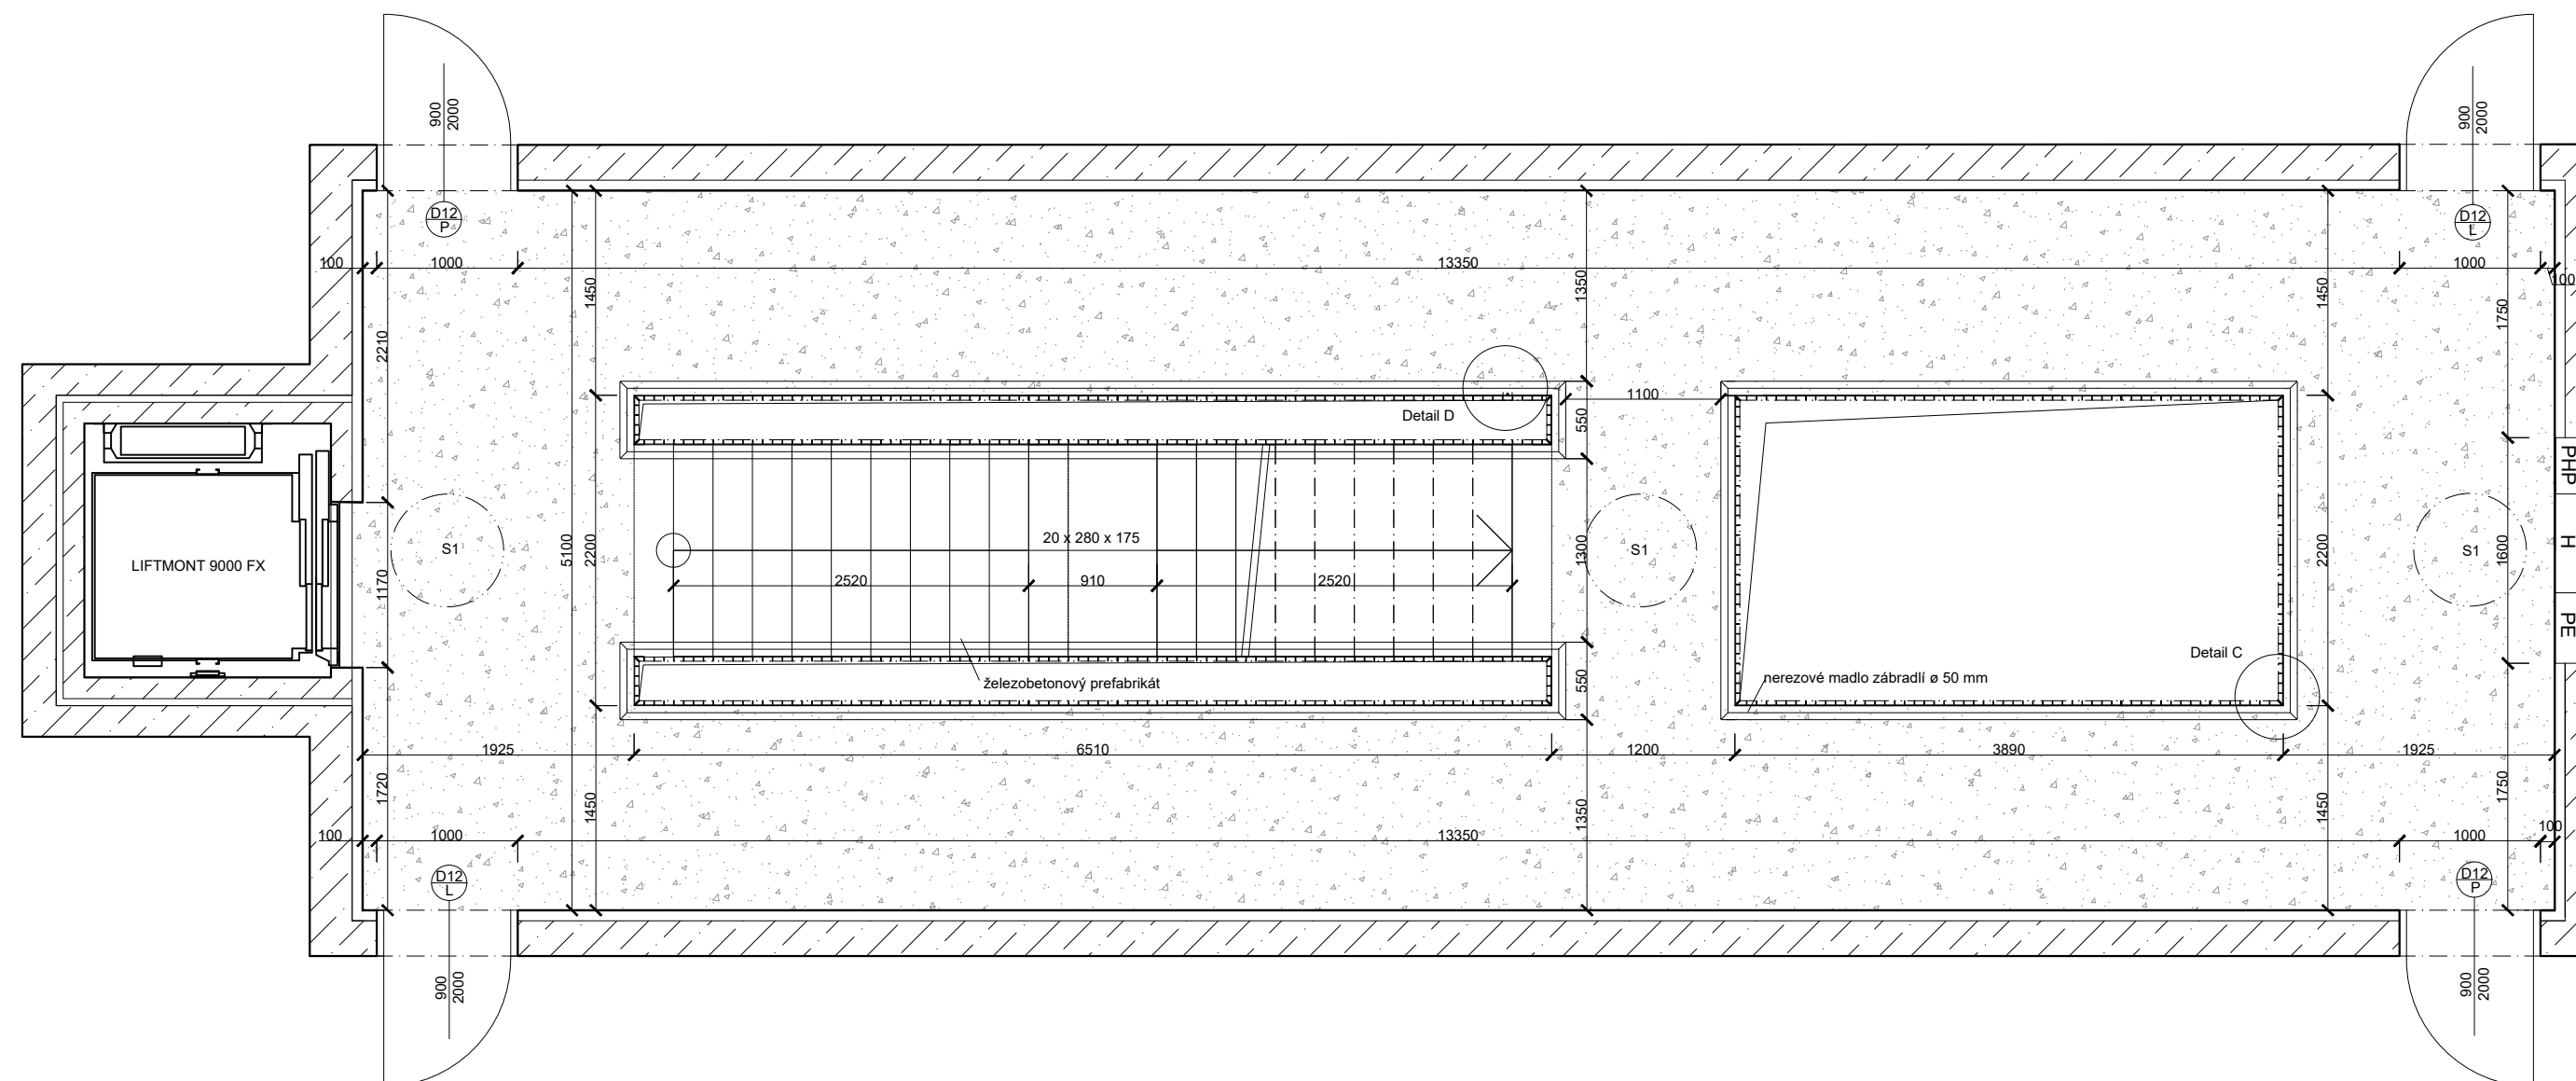 900
2000
900
2000
D12
P
D12
L
100
1000
13350
1000
100
1450
1350
1450
1750
2210
Detail D
550
1100
PHP
S1
20 x 280 x 175
S1
S1
H
LIFTMONT 9000 FX
5100
2200
1300
2200
1600
1170
2520
910
2520
PE
Detail C
železobetonový prefabrikát
550
nerezové madlo zábradlí ø 50 mm
1925
6510
1200
3890
1925
1720
1450
1350
1450
1750
100
1000
13350
1000
100
D12
L
D12
P
900
2000
900
2000